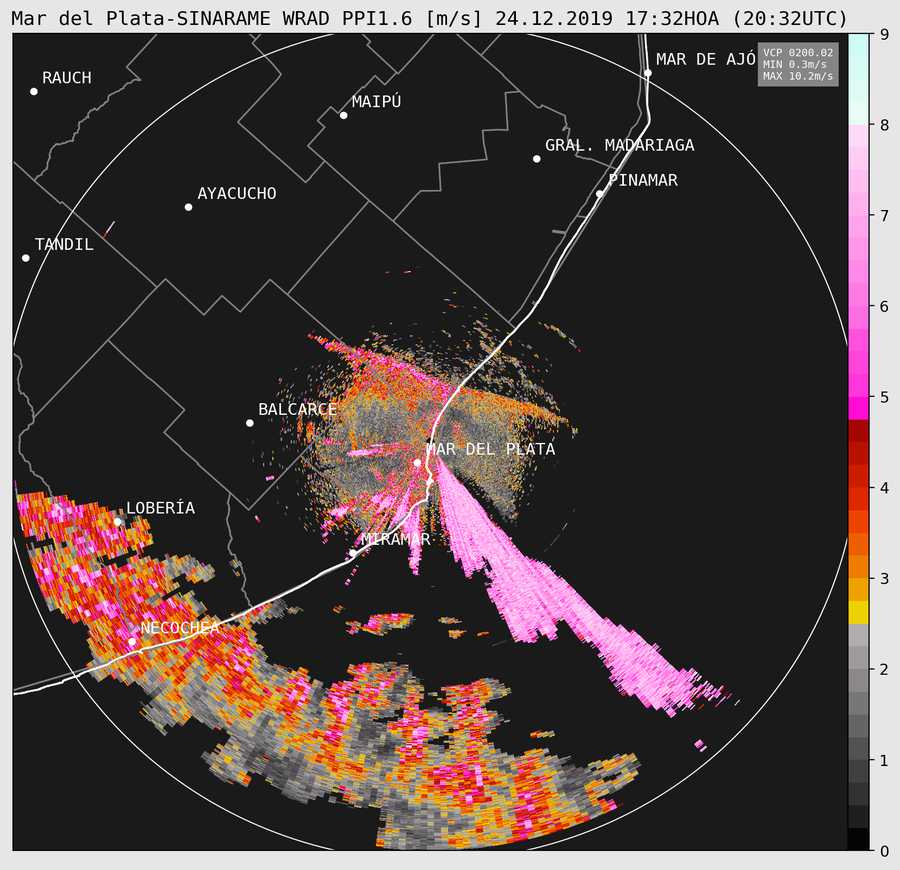 Mar del Plata-SINARAME WRAD PPI1.6 [m/s] 24.12.2019 17:32HOA (20:32UTC)
VCP 0200.02
MIN 0.3m/s
MAX 10.2m/s
MAR DE AJÓ
RAUCH
MAIPÚ
GRAL. MADARIAGA
PINAMAR
AYACUCHO
TANDIL
BALCARCE
MAR DEL PLATA
LOBERÍA
MIRAMAR
NECOCHEA
9
8
7
6
5
4
3
2
1
0